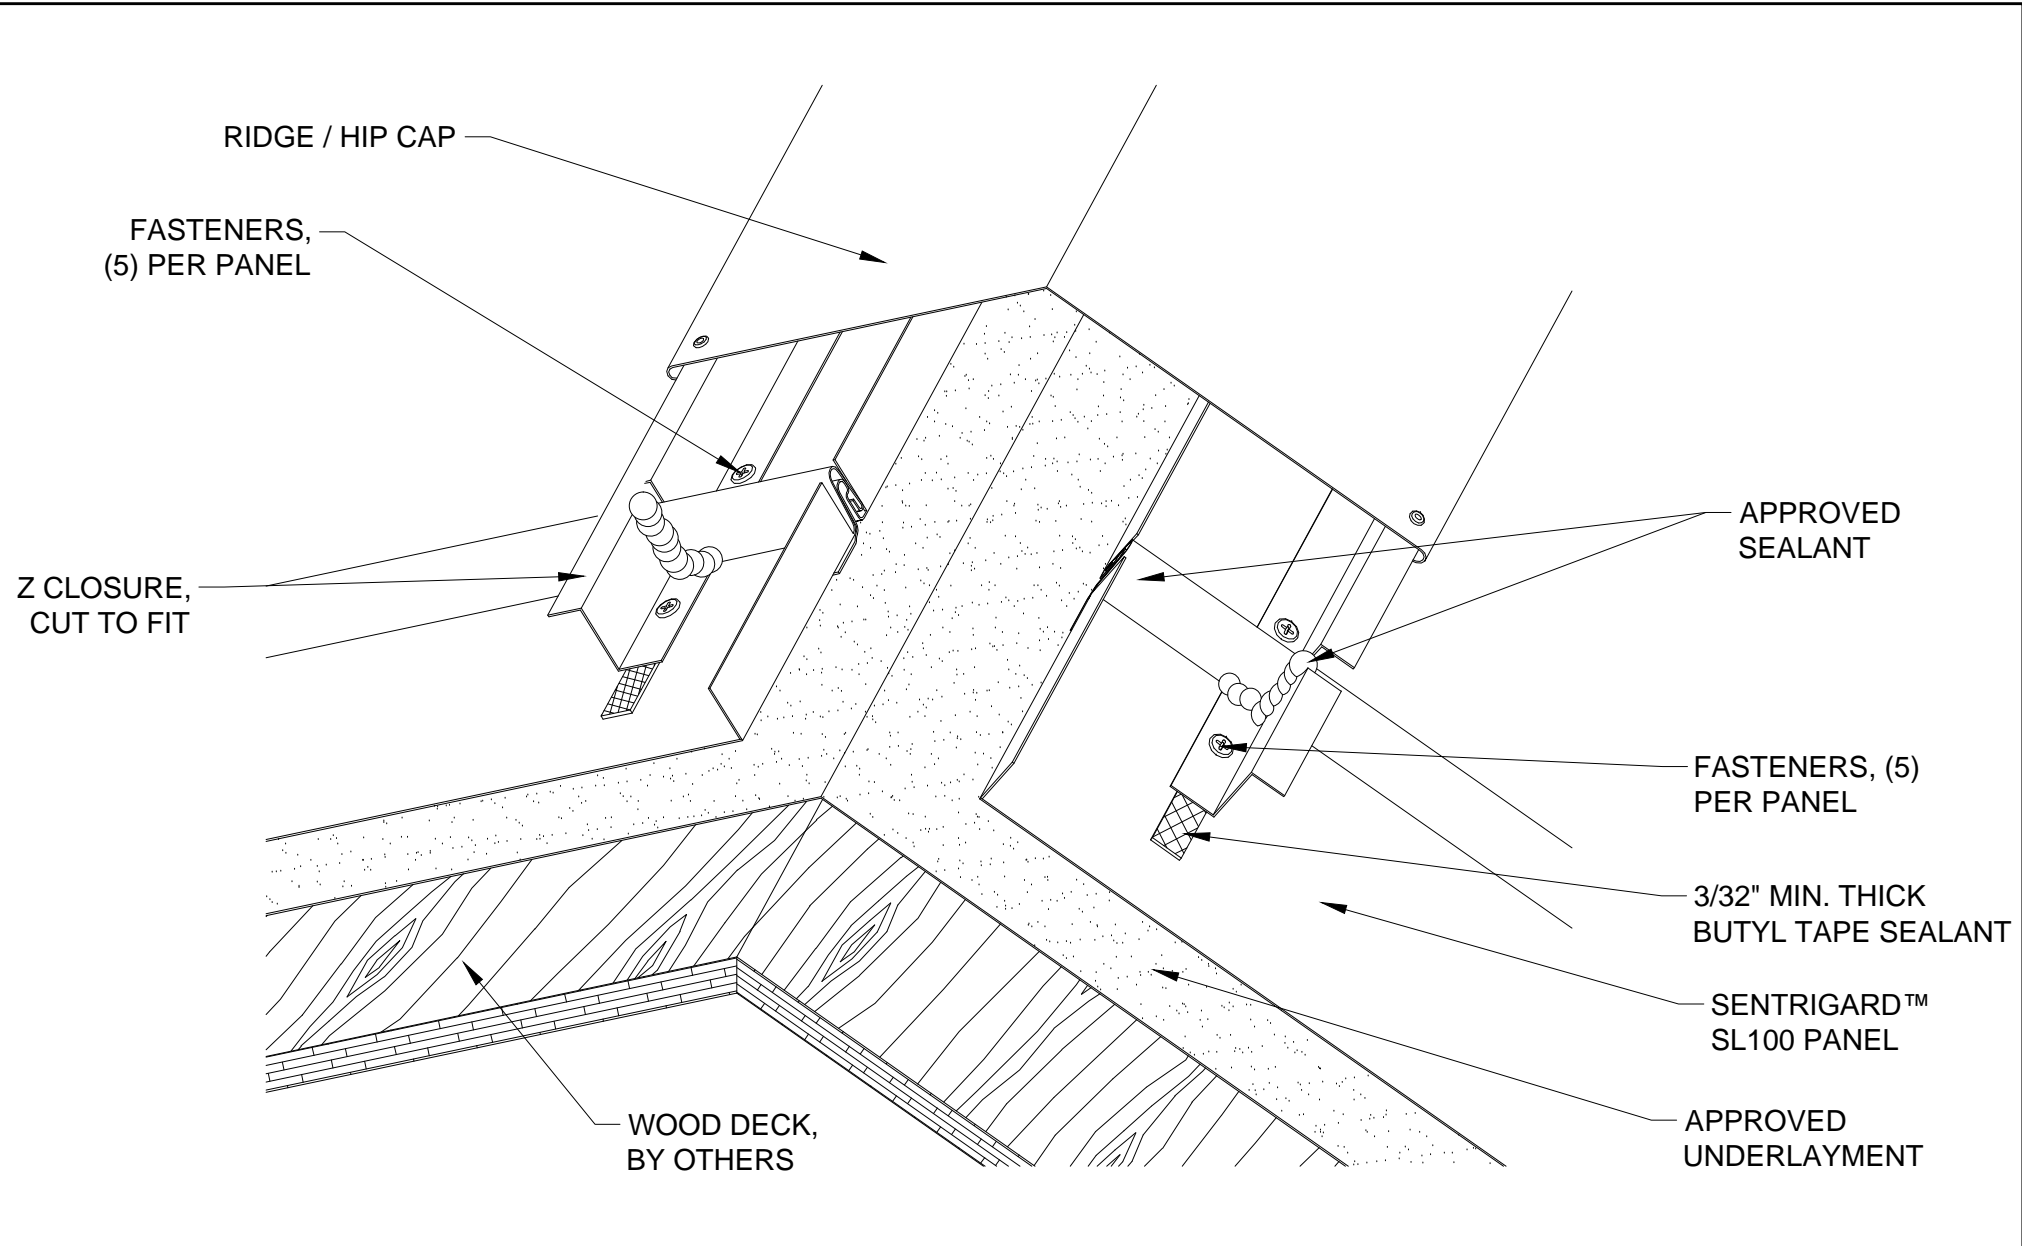 RIDGE / HIP CAP
FASTENERS,
(5) PER PANEL
Z CLOSURE,
CUT TO FIT
APPROVED
SEALANT
FASTENERS, (5)
PER PANEL
3/32" MIN. THICK
BUTYL TAPE SEALANT
SENTRIGARD™
SL100 PANEL
APPROVED
UNDERLAYMENT
WOOD DECK,
BY OTHERS